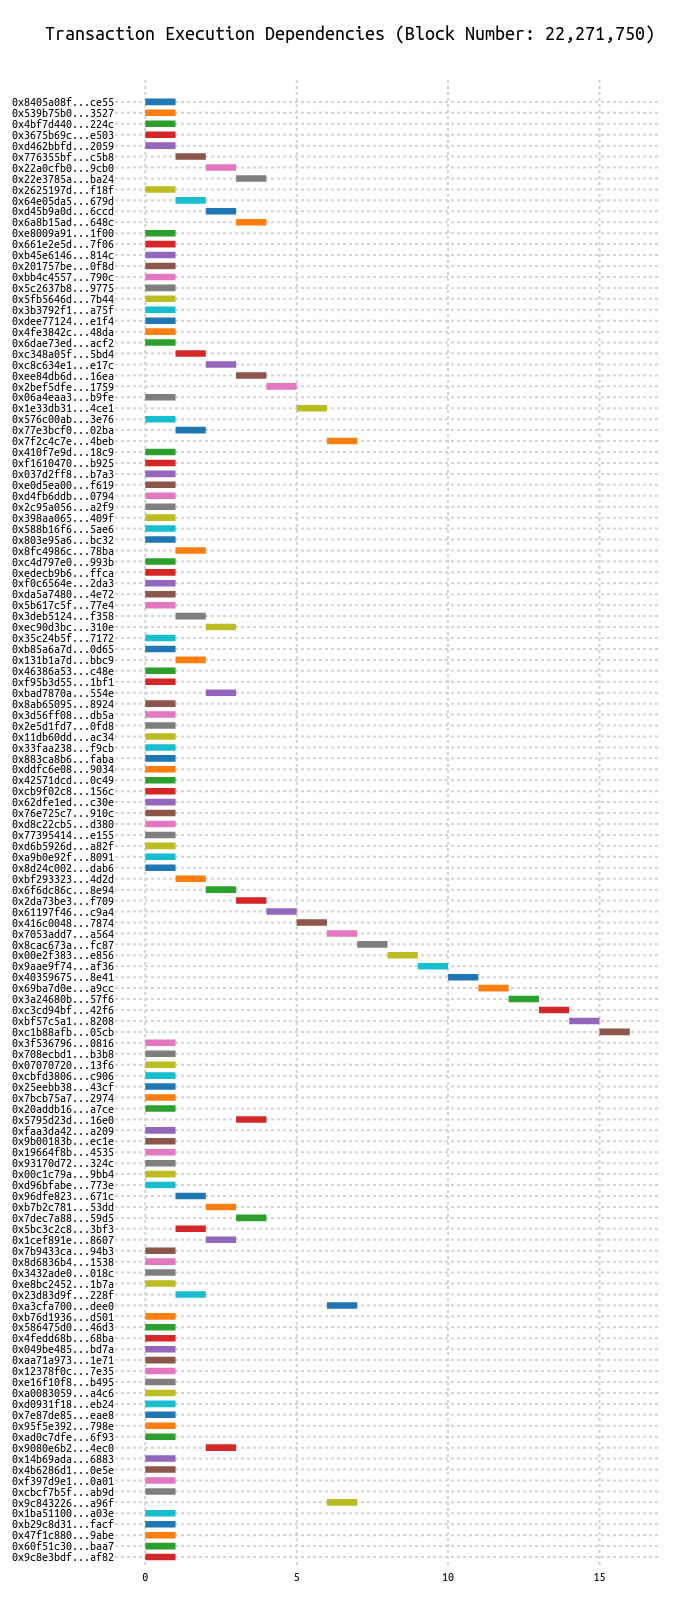 Transaction Execution Dependencies (Block Number: 22,271,750)
0x8405a08f...ce55
0x539b75b0...3527
0x4bf7d440...224c
0x3675b69c...e503
0xd462bbfd...2059
0x776355bf...c5b8
0x22a0cfb0...9cb0
0x22e3785a...ba24
0x2625197d...f18f
0x64e05da5...679d
0xd45b9a0d...6ccd
0x6a8b15ad...648c
0xe8009a91...1f00
0x661e2e5d...7f06
0xb45e6146...814c
0x201757be...0f8d
0xbb4c4557...790c
0x5c2637b8...9775
0x5fb5646d...7b44
0x3b3792f1...a75f
0xdee77124...e1f4
0x4fe3842c...48da
0x6dae73ed...acf2
0xc348a05f...5bd4
0xc8c634e1...e17c
0xee84db6d...16ea
0x2bef5dfe...1759
0x06a4eaa3...b9fe
0x1e33db31...4ce1
0x576c00ab...3e76
0x77e3bcf0...02ba
0x7f2c4c7e...4beb
0x410f7e9d...18c9
0xf1610470...b925
0x037d2ff8...b7a3
0xe0d5ea00...f619
0xd4fb6ddb...0794
0x2c95a056...a2f9
0x398aa065...409f
0x588b16f6...5ae6
0x803e95a6...bc32
0x8fc4986c...78ba
0xc4d797e0...993b
0xedecb9b6...ffca
0xf0c6564e...2da3
0xda5a7480...4e72
0x5b617c5f...77e4
0x3deb5124...f358
0xec90d3bc...310e
0x35c24b5f...7172
0xb85a6a7d...0d65
0x131b1a7d...bbc9
0x46386a53...c48e
0xf95b3d55...1bf1
0xbad7870a...554e
0x8ab65095...8924
0x3d56ff08...db5a
0x2e5d1fd7...0fd8
0x11db60dd...ac34
0x33faa238...f9cb
0x883ca8b6...faba
0xddfc6e08...9034
0x42571dcd...0c49
0xcb9f02c8...156c
0x62dfe1ed...c30e
0x76e725c7...910c
0xd8c22cb5...d380
0x77395414...e155
0xd6b5926d...a82f
0xa9b0e92f...8091
0x8d24c002...dab6
0xbf293323...4d2d
0x6f6dc86c...8e94
0x2da73be3...f709
0x61197f46...c9a4
0x416c0048...7874
0x7053add7...a564
0x8cac673a...fc87
0x00e2f383...e856
0x9aae9f74...af36
0x40359675...8e41
0x69ba7d0e...a9cc
0x3a24680b...57f6
0xc3cd94bf...42f6
0xbf57c5a1...8208
0xc1b88afb...05cb
0x3f536796...0816
0x708ecbd1...b3b8
0x07070720...13f6
0xcbfd3806...c906
0x25eebb38...43cf
0x7bcb75a7...2974
0x20addb16...a7ce
0x5795d23d...16e0
0xfaa3da42...a209
0x9b00183b...ec1e
0x19664f8b...4535
0x93170d72...324c
0x00c1c79a...9bb4
0xd96bfabe...773e
0x96dfe823...671c
0xb7b2c781...53dd
0x7dec7a88...59d5
0x5bc3c2c8...3bf3
0x1cef891e...8607
0x7b9433ca...94b3
0x8d6836b4...1538
0x3432ade0...018c
0xe8bc2452...1b7a
0x23d83d9f...228f
0xa3cfa700...dee0
0xb76d1936...d501
0x586475d0...46d3
0x4fedd68b...68ba
0x049be485...bd7a
0xaa71a973...1e71
0x12378f0c...7e35
0xe16f10f8...b495
0xa0083059...a4c6
0xd0931f18...eb24
0x7e87de85...eae8
0x95f5e392...798e
0xad0c7dfe...6f93
0x9080e6b2...4ec0
0x14b69ada...6883
0x4b6286d1...0e5e
0xf397d9e1...0a01
0xcbcf7b5f...ab9d
0x9c843226...a96f
0x1ba51100...a03e
0xb29c8d31...facf
0x47f1c880...9abe
0x60f51c30...baa7
0x9c8e3bdf...af82
0 5 10 15